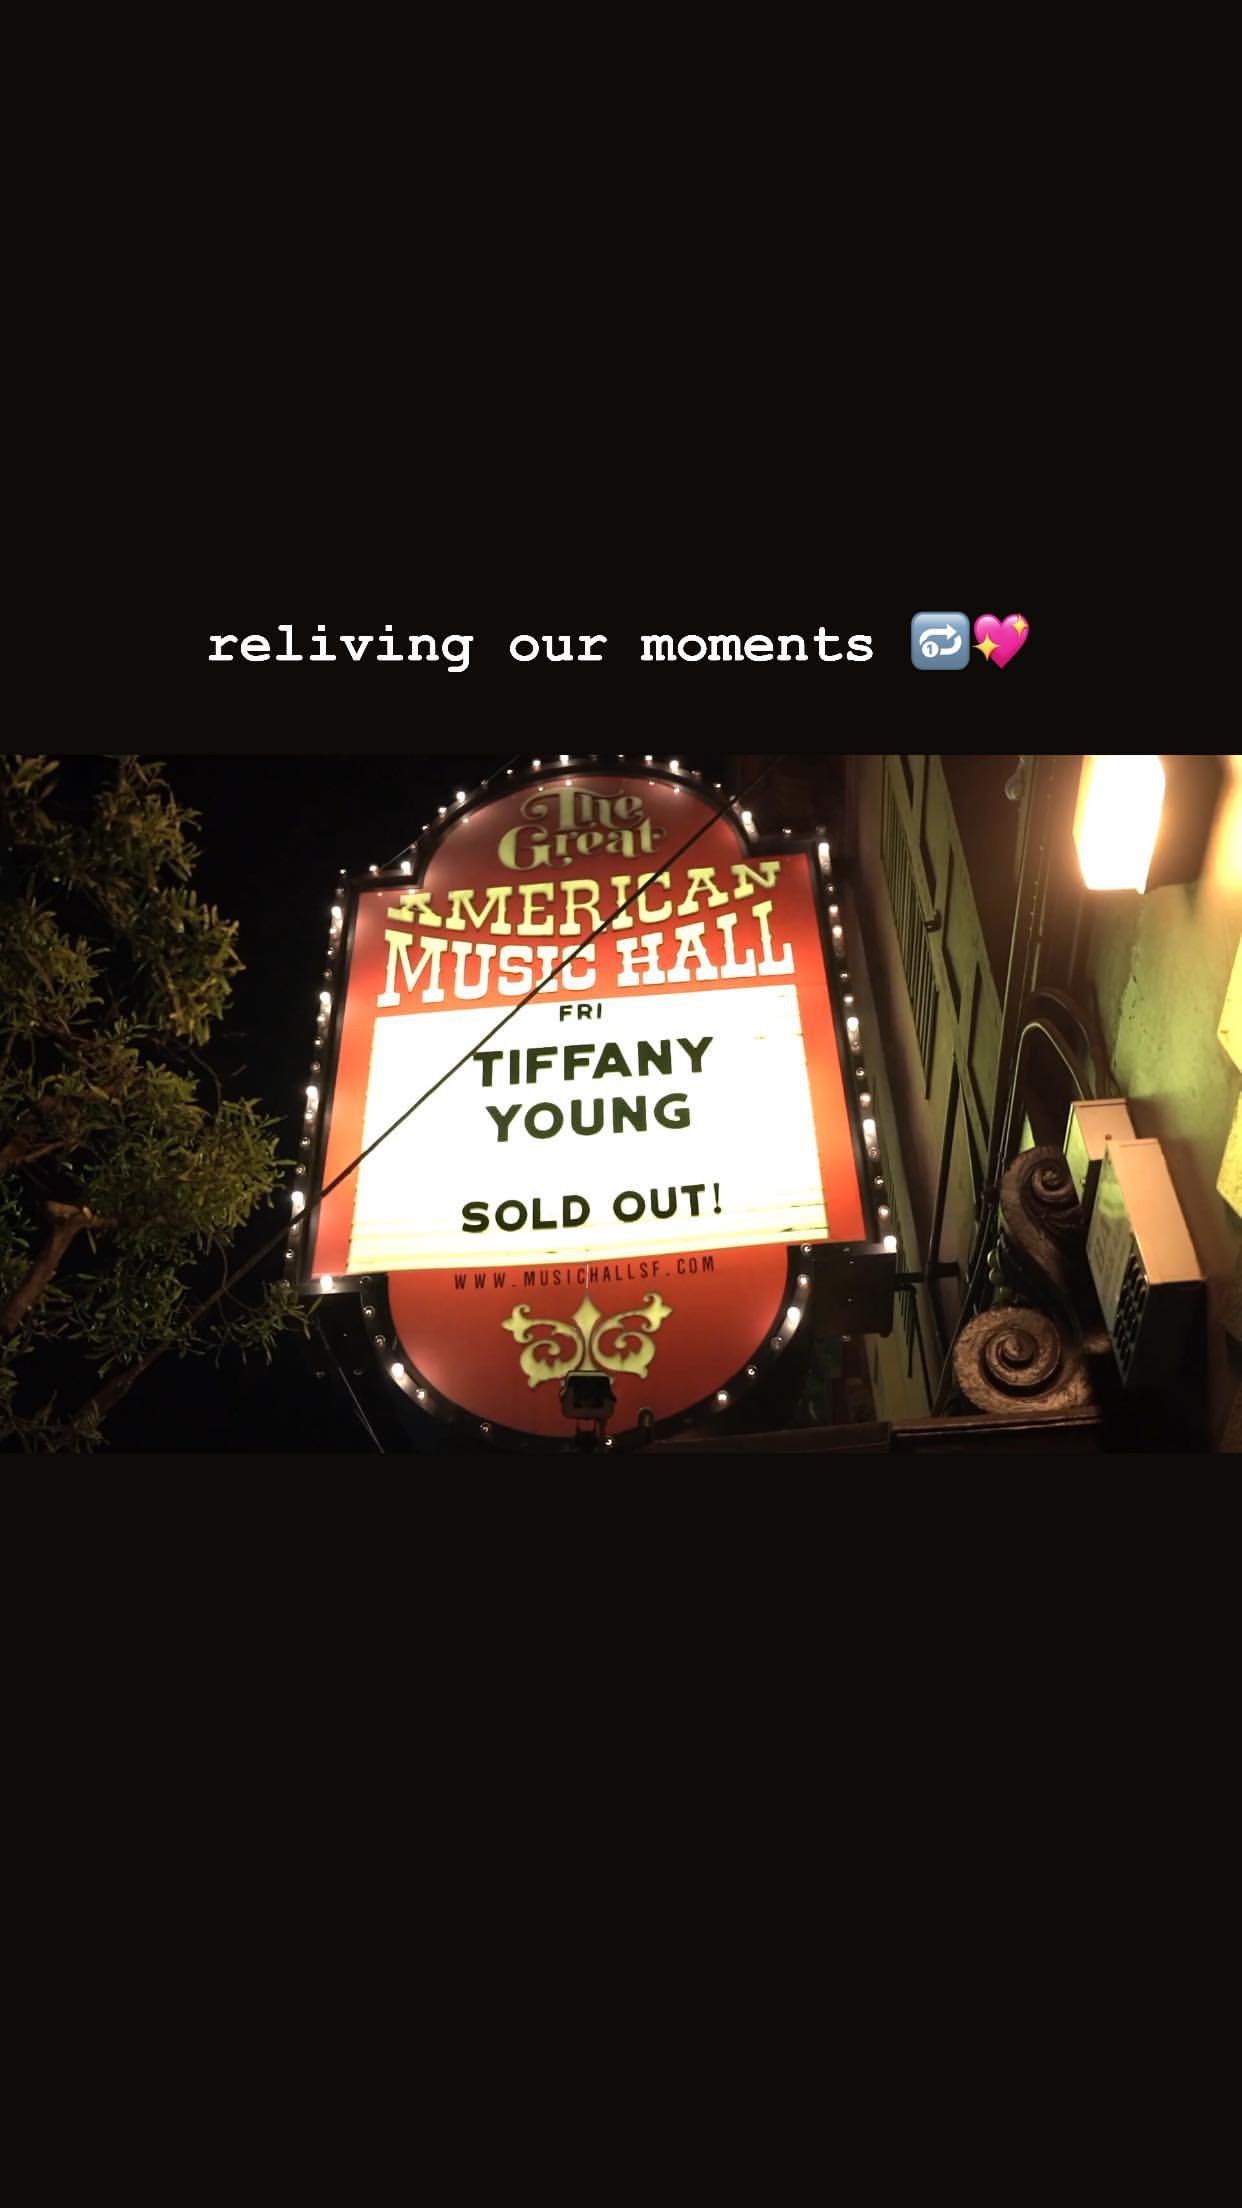 reliving our moments 🔂💖
The
Great
AMERICAN
MUSIC HALL
FRI
TIFFANY
YOUNG
SOLD OUT!
WWW.MUSICHALLSF.COM